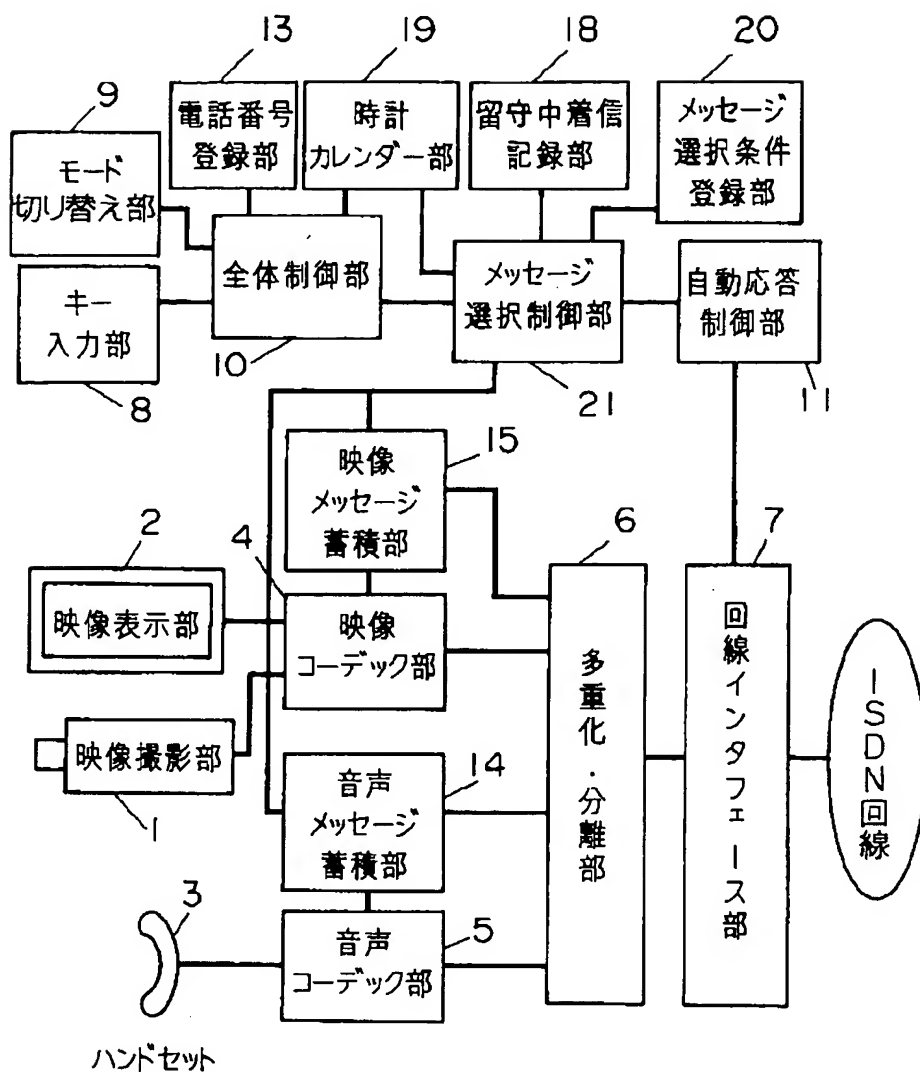 13
19
18
20
9
電話番号
登録部
時計
カレンダー部
留守中着信
記録部
メッセージ
選択条件
登録部
モード
切り替え部
全体制御部
メッセージ
選択制御部
自動応答
制御部
キー
入力部
10
8
21
11
15
映像
メッセージ
蓄積部
2
4
6
7
映像表示部
映像
コーデック部
多重化・分離部
回線インタフェース部
ISDN回線
映像撮影部
1
14
音声
メッセージ
蓄積部
3
5
音声
コーデック部
ハンドセット